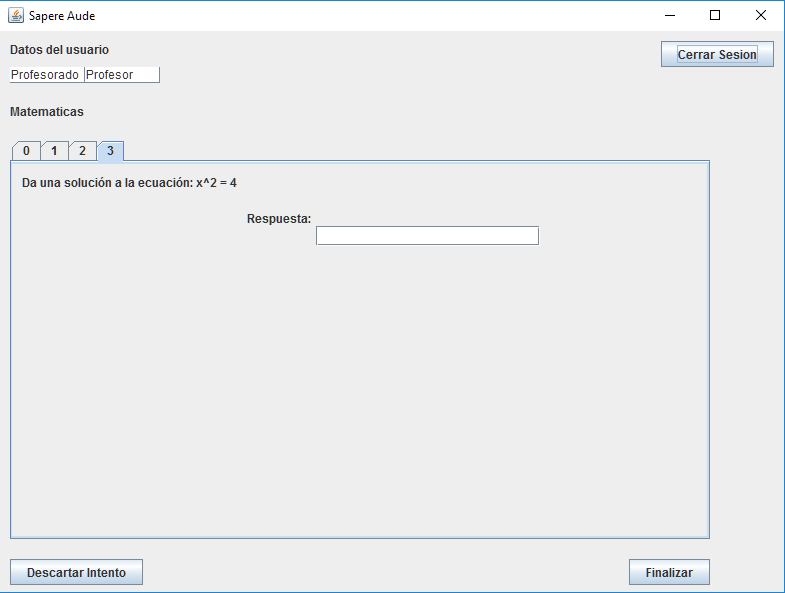 Sapere Aude
Datos del usuario
Cerrar Sesion
Profesorado Profesor
Matematicas
0 1 2 3
Da una solución a la ecuación: x^2 = 4
Respuesta:
Descartar Intento
Finalizar